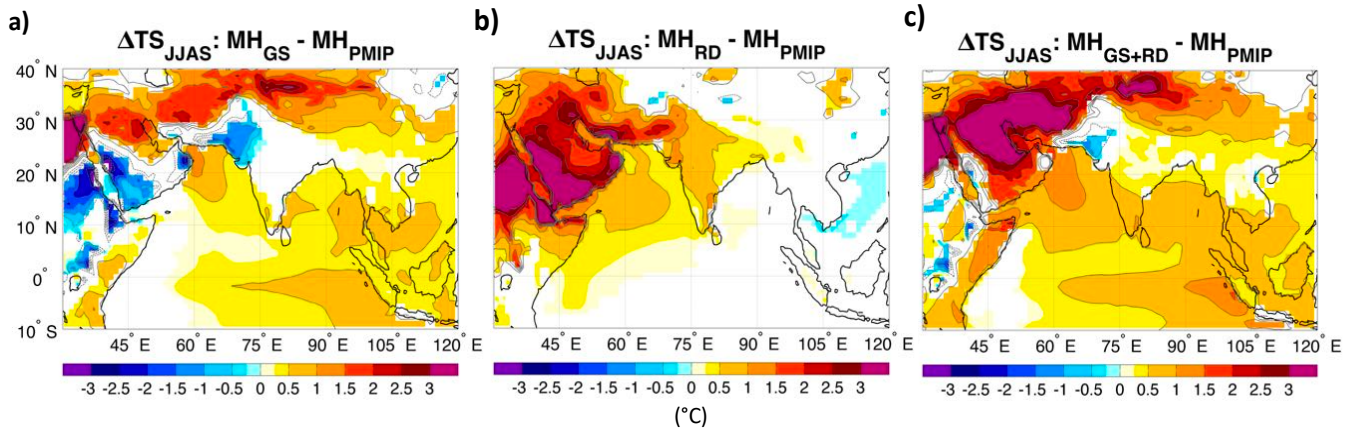 a)
ΔTS_JJAS: MH_GS - MH_PMIP
40° N
30°
20°
10°
0°
10° S
45° E 60° E 75° E 90° E 105° E 120° E
-3 -2.5 -2 -1.5 -1 -0.5 0 0.5 1 1.5 2 2.5 3
b)
ΔTS_JJAS: MH_RD - MH_PMIP
45° E 60° E 75° E 90° E 105° E 120° E
-3 -2.5 -2 -1.5 -1 -0.5 0 0.5 1 1.5 2 2.5 3
(°C)
c)
ΔTS_JJAS: MH_GS+RD - MH_PMIP
45° E 60° E 75° E 90° E 105° E 120° E
-3 -2.5 -2 -1.5 -1 -0.5 0 0.5 1 1.5 2 2.5 3